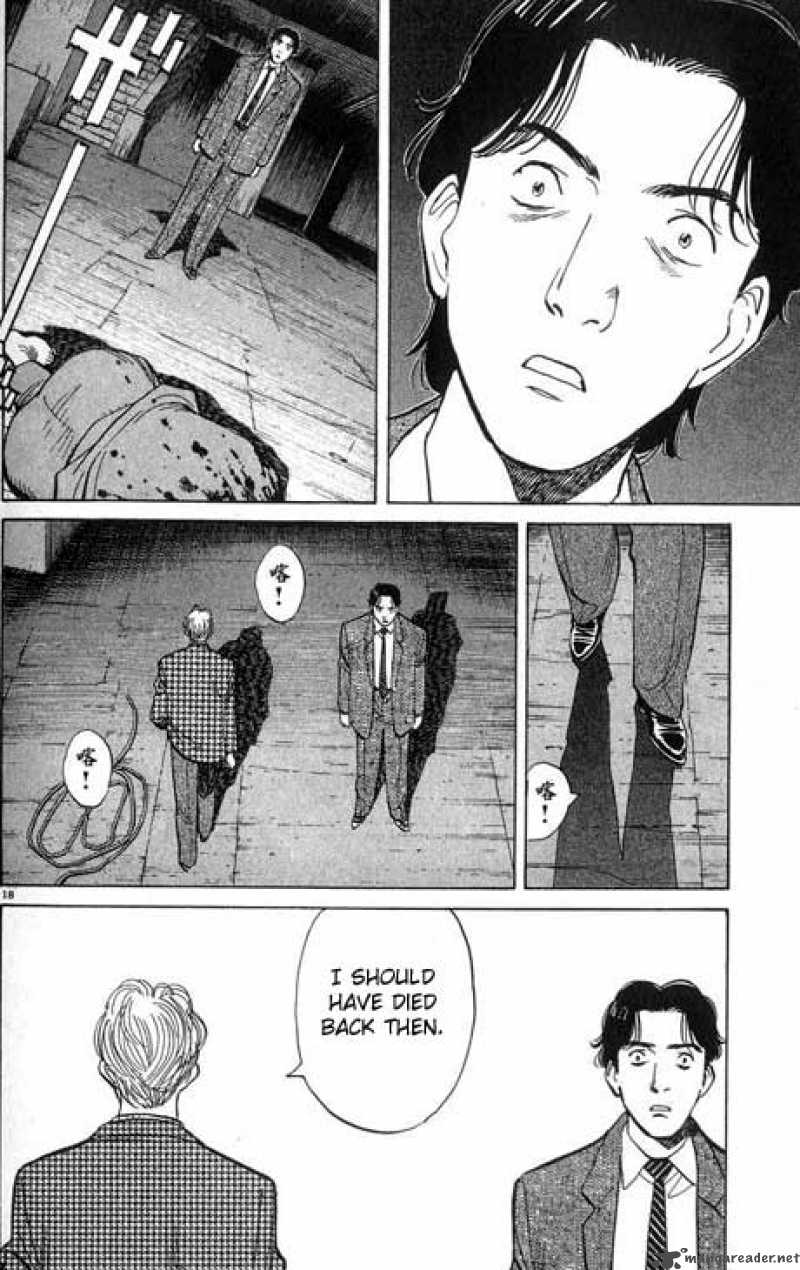 喀!
喀!
喀!
18
I SHOULD
HAVE DIED
BACK THEN.
mangareader.net